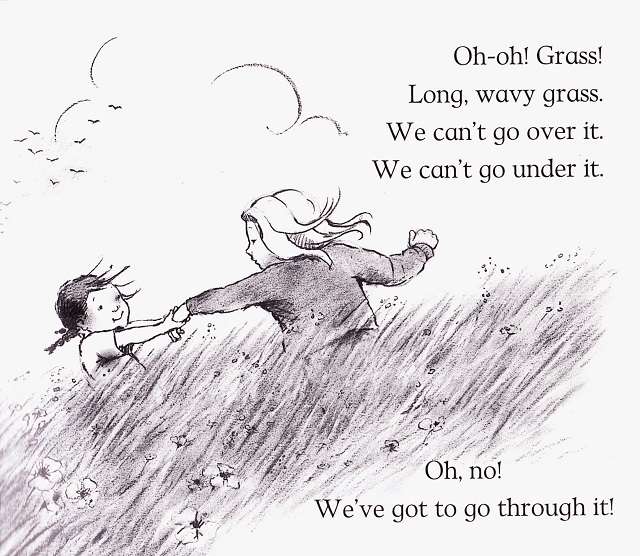 Oh-oh! Grass!
Long, wavy grass.
We can't go over it.
We can't go under it.
Oh, no!
We've got to go through it!